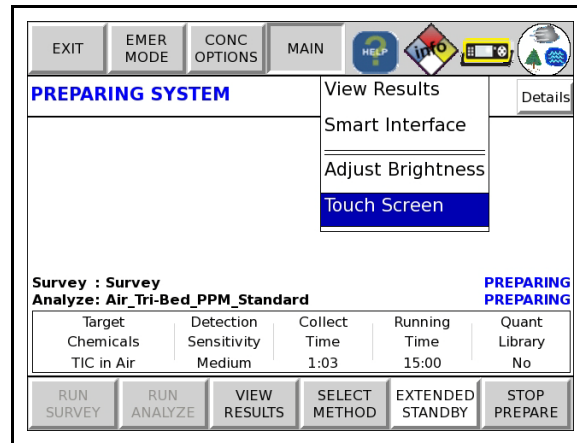 EXIT
EMER
MODE
CONC
OPTIONS
MAIN
HELP
info
PREPARING SYSTEM
Details
View Results
Smart Interface
Adjust Brightness
Touch Screen
Survey : Survey
PREPARING
Analyze: Air_Tri-Bed_PPM_Standard
PREPARING
Target Detection Collect Running Quant
Chemicals Sensitivity Time Time Library
TIC in Air Medium 1:03 15:00 No
RUN
SURVEY
RUN
ANALYZE
VIEW
RESULTS
SELECT
METHOD
EXTENDED
STANDBY
STOP
PREPARE